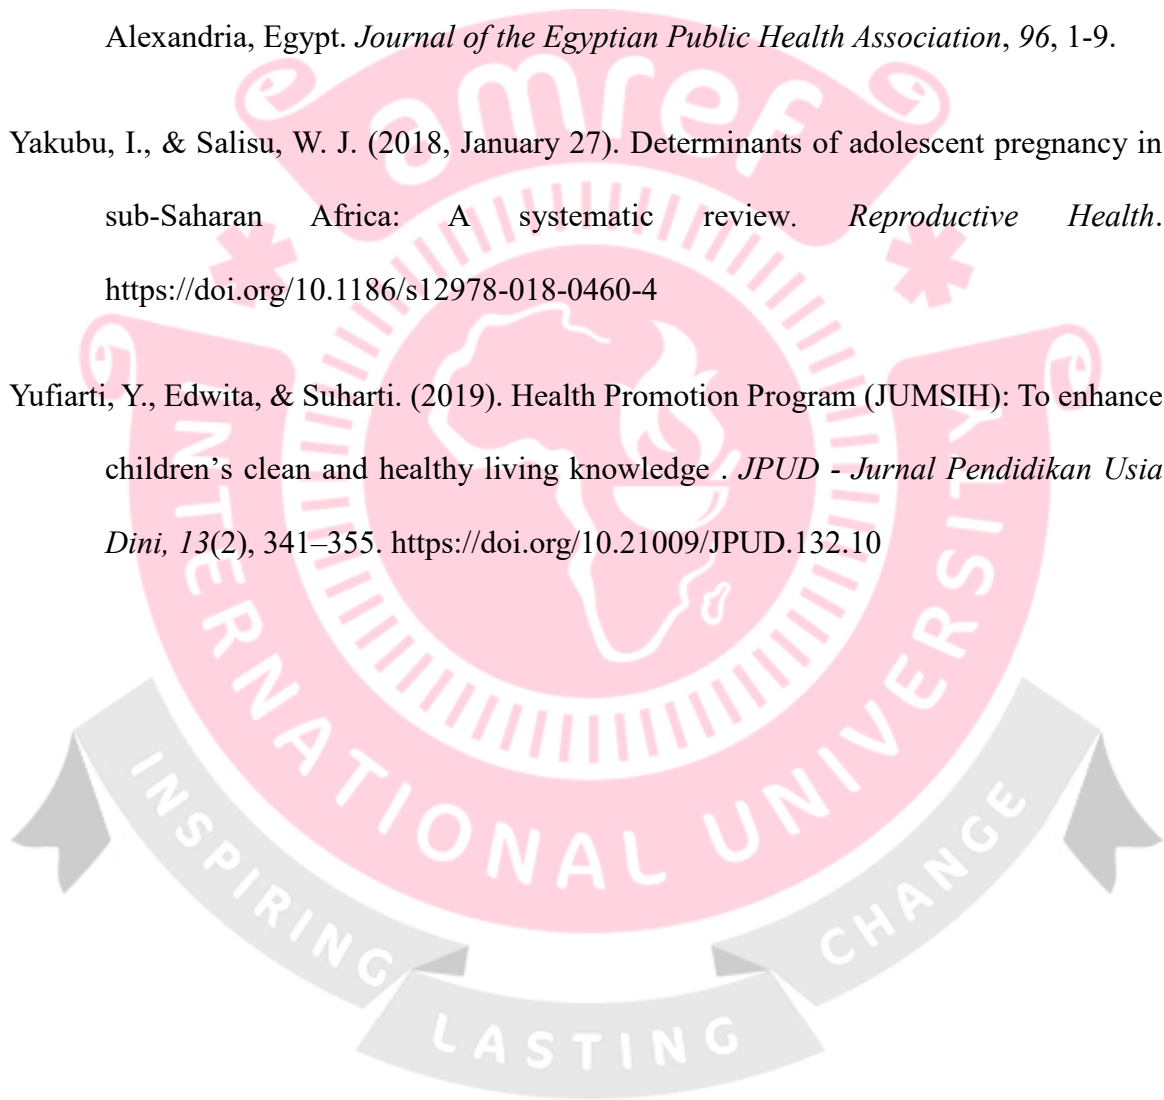 Alexandria, Egypt. Journal of the Egyptian Public Health Association, 96, 1-9.
Yakubu, I., & Salisu, W. J. (2018, January 27). Determinants of adolescent pregnancy in
sub-Saharan Africa: A systematic review. Reproductive Health.
https://doi.org/10.1186/s12978-018-0460-4
Yufiarti, Y., Edwita, & Suharti. (2019). Health Promotion Program (JUMSIH): To enhance
children’s clean and healthy living knowledge . JPUD - Jurnal Pendidikan Usia
Dini, 13(2), 341–355. https://doi.org/10.21009/JPUD.132.10
amref
INTERNATIONAL UNIVERSITY
INSPIRING
LASTING
CHANGE